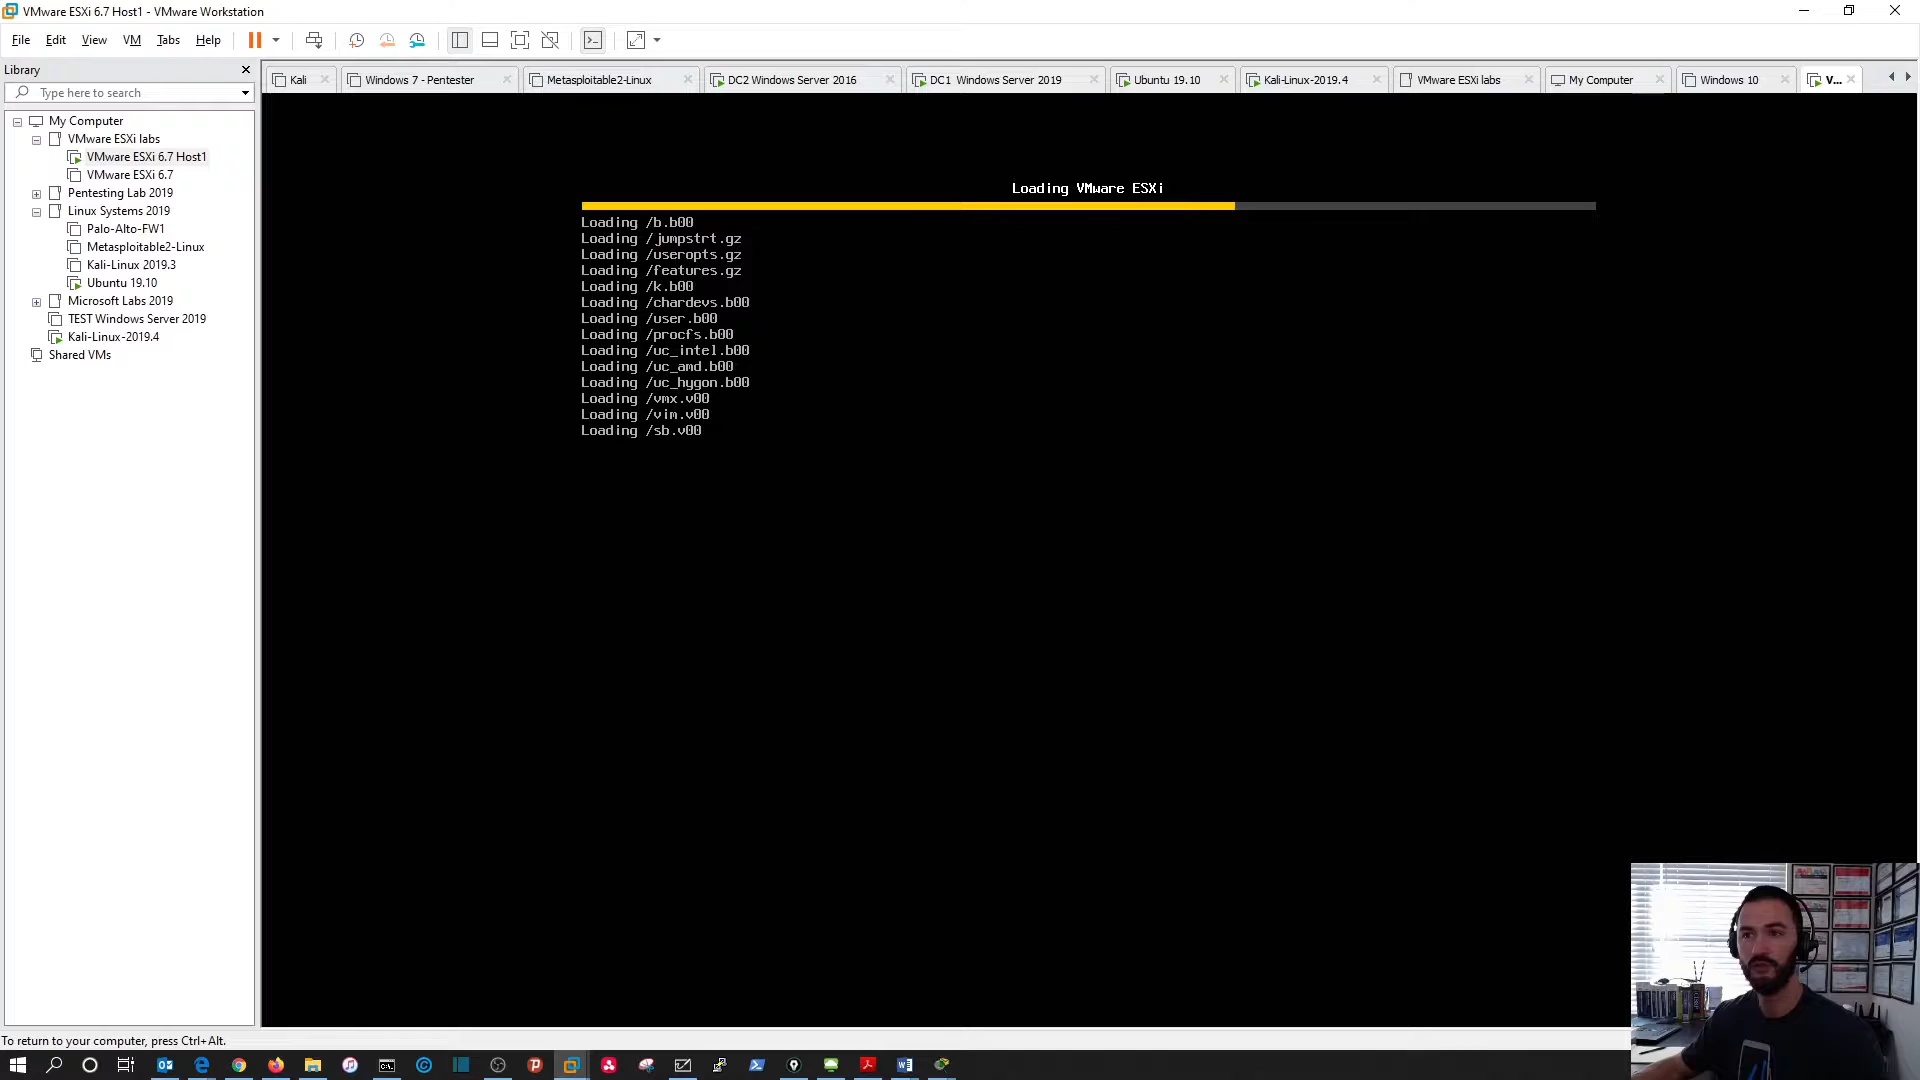 VMware ESXi 6.7 Host1 - VMware Workstation
File Edit View VM Tabs Help
Library
Type here to search
Kali
Windows 7 - Pentester
Metasploitable2-Linux
DC2 Windows Server 2016
DC1 Windows Server 2019
Ubuntu 19.10
Kali-Linux-2019.4
VMware ESXi labs
My Computer
Windows 10
V...
My Computer
VMware ESXi labs
VMware ESXi 6.7 Host1
VMware ESXi 6.7
Pentesting Lab 2019
Linux Systems 2019
Palo-Alto-FW1
Metasploitable2-Linux
Kali-Linux 2019.3
Ubuntu 19.10
Microsoft Labs 2019
TEST Windows Server 2019
Kali-Linux-2019.4
Shared VMs
Loading VMware ESXi
Loading /b.b00
Loading /jumpstrt.gz
Loading /useropts.gz
Loading /features.gz
Loading /k.b00
Loading /chardevs.b00
Loading /user.b00
Loading /procfs.b00
Loading /uc_intel.b00
Loading /uc_amd.b00
Loading /uc_hygon.b00
Loading /vmx.v00
Loading /vim.v00
Loading /sb.v00
To return to your computer, press Ctrl+Alt.